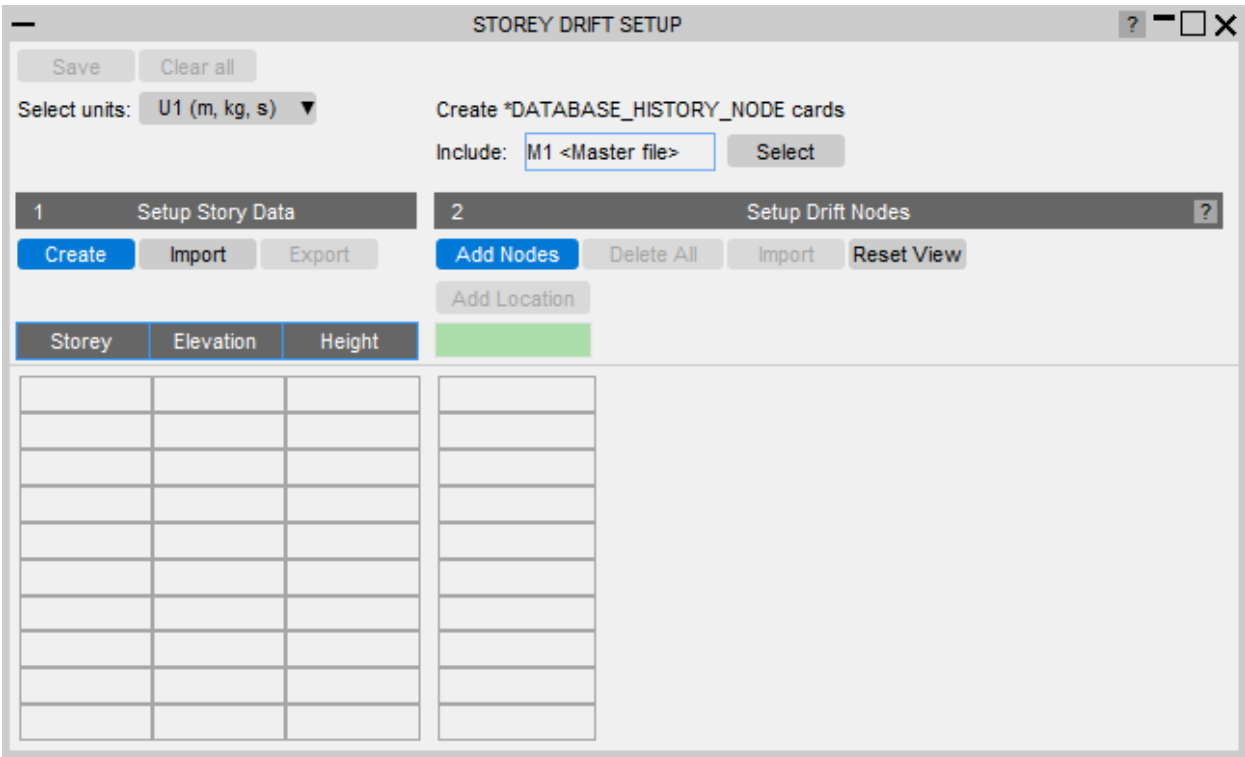 STOREY DRIFT SETUP ?
Save Clear all
Select units: U1 (m, kg, s) ▼ Create *DATABASE_HISTORY_NODE cards
Include: M1 <Master file> Select
1 Setup Story Data 2 Setup Drift Nodes ?
Create Import Export Add Nodes Delete All Import Reset View
Add Location
Storey Elevation Height